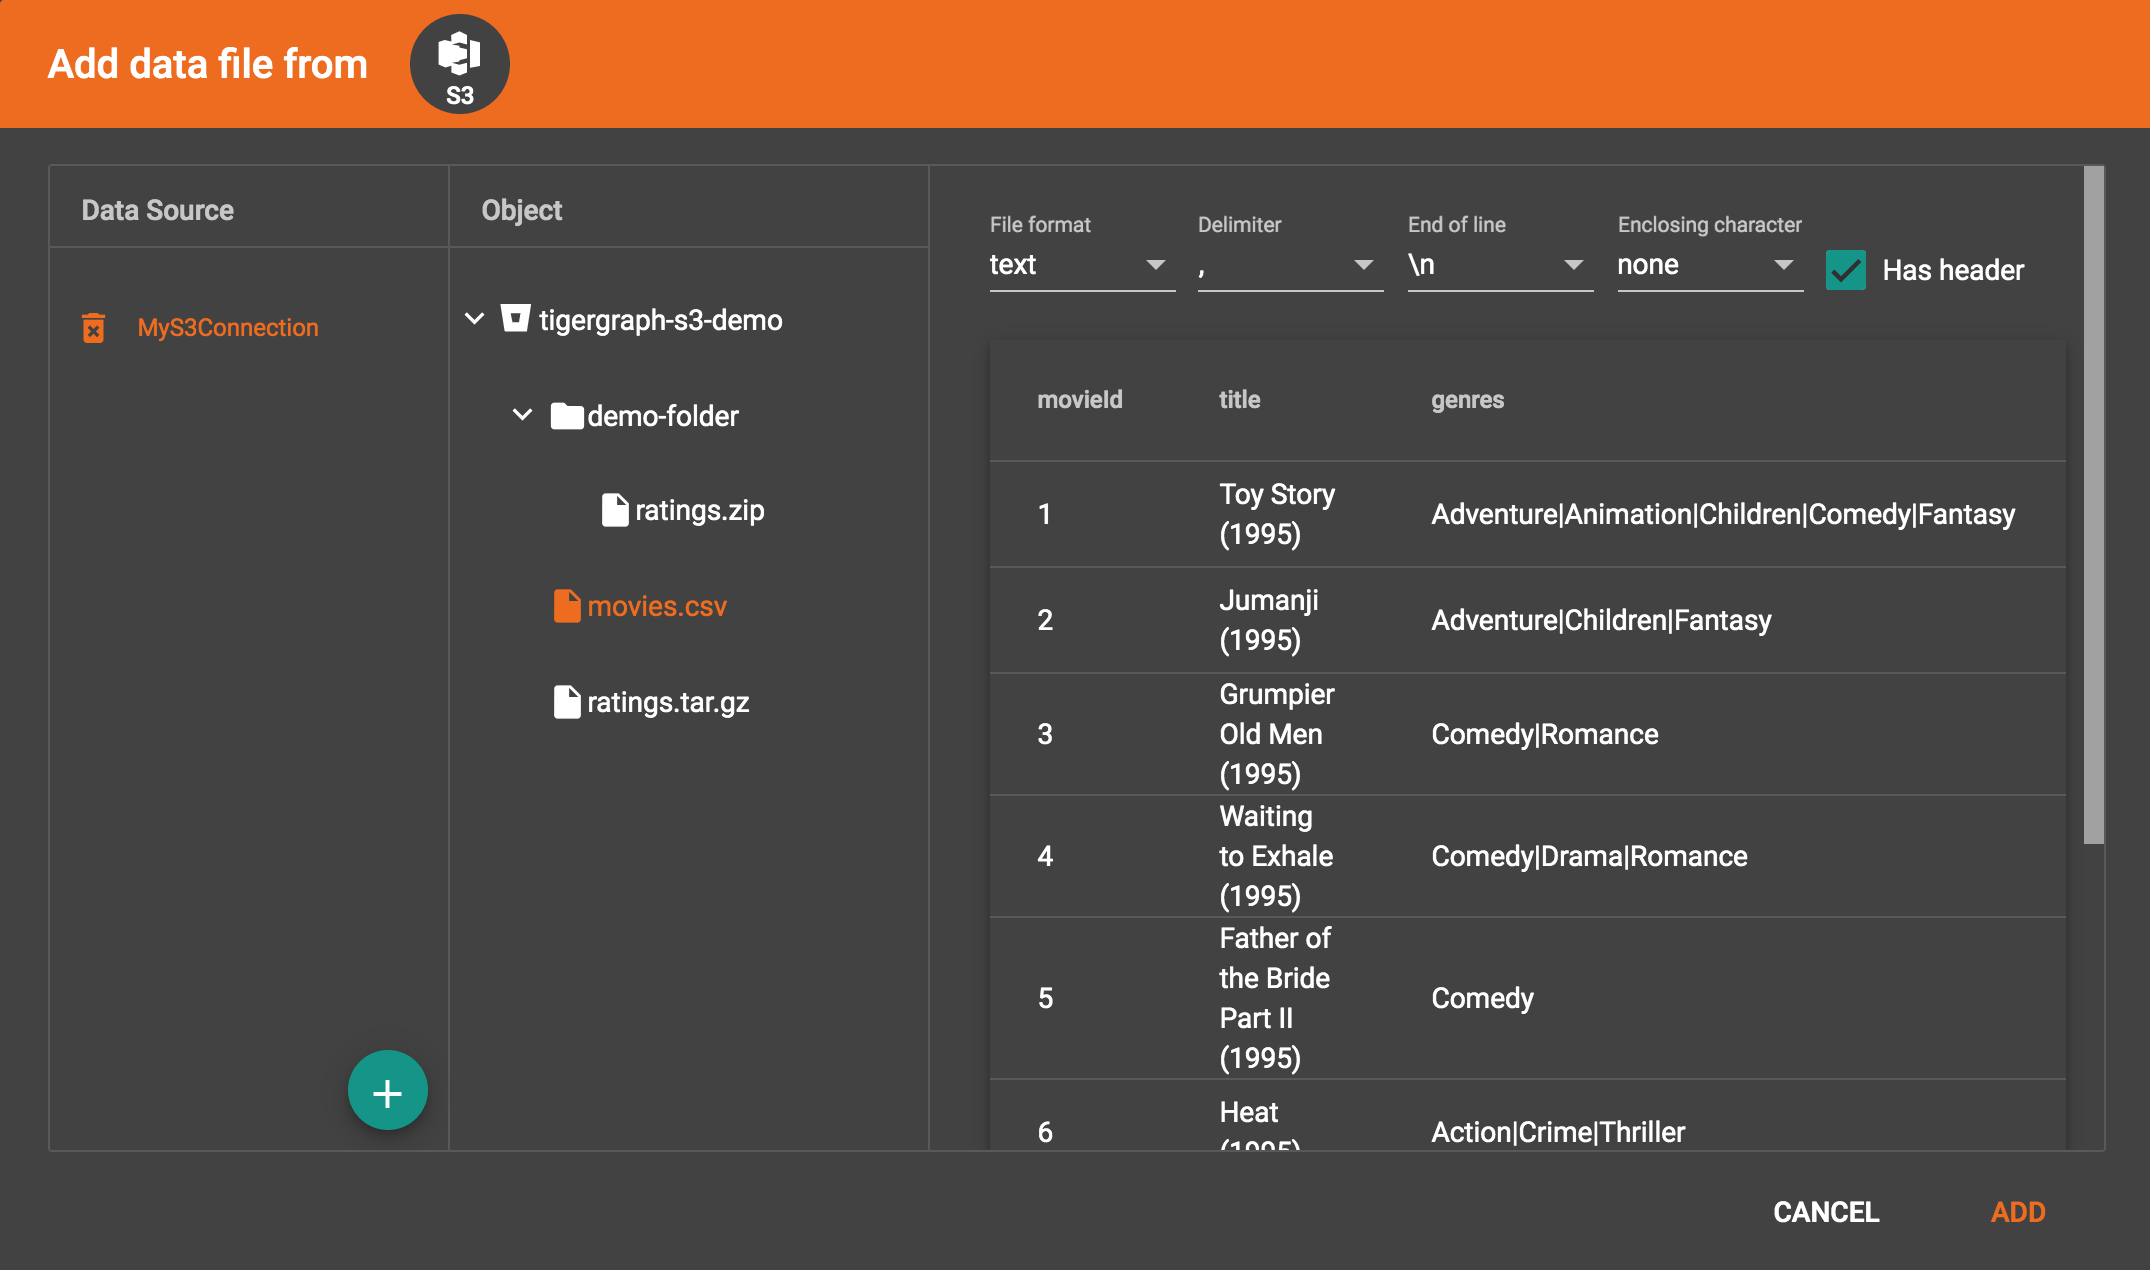 Add data file from
S3
Data Source
Object
MyS3Connection
tigergraph-s3-demo
demo-folder
ratings.zip
movies.csv
ratings.tar.gz
File format
Delimiter
End of line
Enclosing character
text
,
\n
none
Has header
movieId
title
genres
1
Toy Story
(1995)
Adventure|Animation|Children|Comedy|Fantasy
2
Jumanji
(1995)
Adventure|Children|Fantasy
3
Grumpier
Old Men
(1995)
Comedy|Romance
4
Waiting
to Exhale
(1995)
Comedy|Drama|Romance
5
Father of
the Bride
Part II
(1995)
Comedy
6
Heat
(1995)
Action|Crime|Thriller
CANCEL
ADD